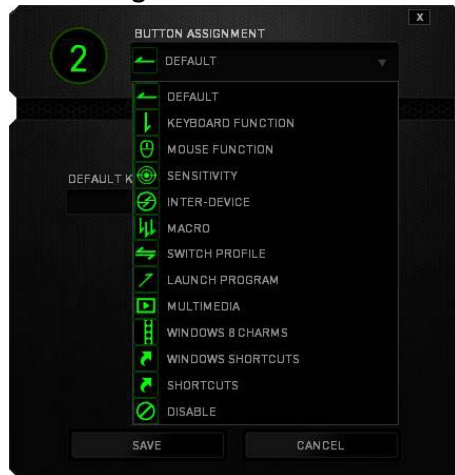 X
BUTTON ASSIGNMENT
2
DEFAULT
DEFAULT
KEYBOARD FUNCTION
MOUSE FUNCTION
DEFAULT K
SENSITIVITY
INTER-DEVICE
MACRO
SWITCH PROFILE
LAUNCH PROGRAM
MULTIMEDIA
WINDOWS 8 CHARMS
WINDOWS SHORTCUTS
SHORTCUTS
DISABLE
SAVE
CANCEL